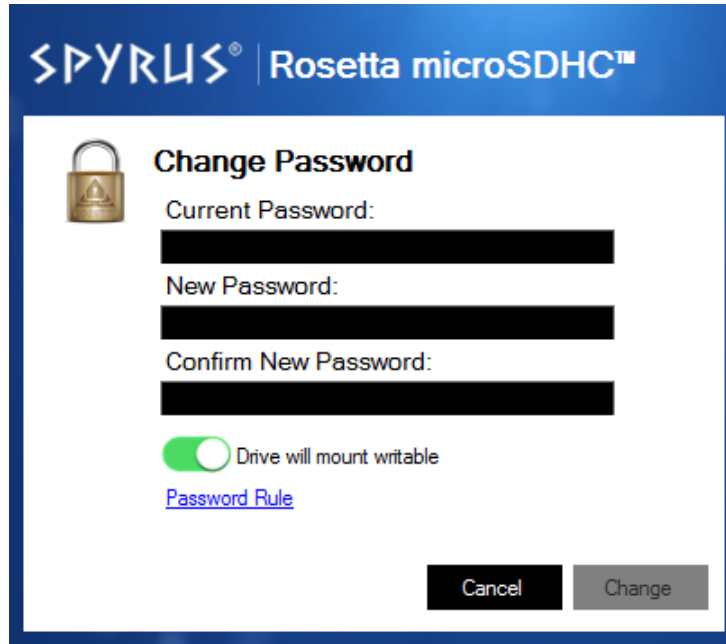 SPYRUS® | Rosetta microSDHC™
Change Password
Current Password:
New Password:
Confirm New Password:
Drive will mount writable
Password Rule
Cancel Change